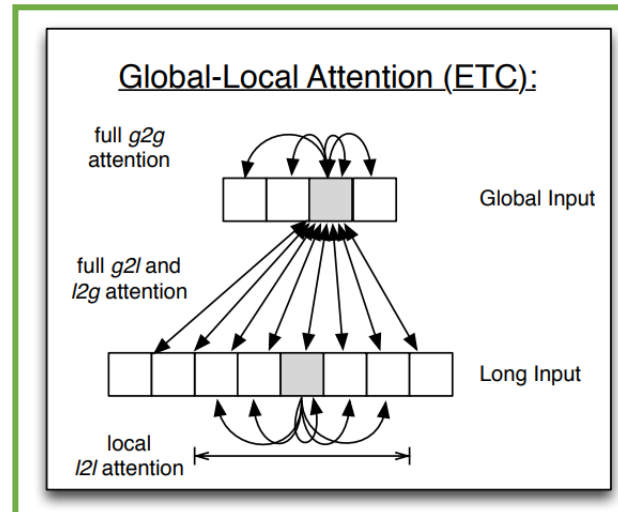 Global-Local Attention (ETC):
full g2g
attention
Global Input
full g2l and
l2g attention
Long Input
local
l2l attention